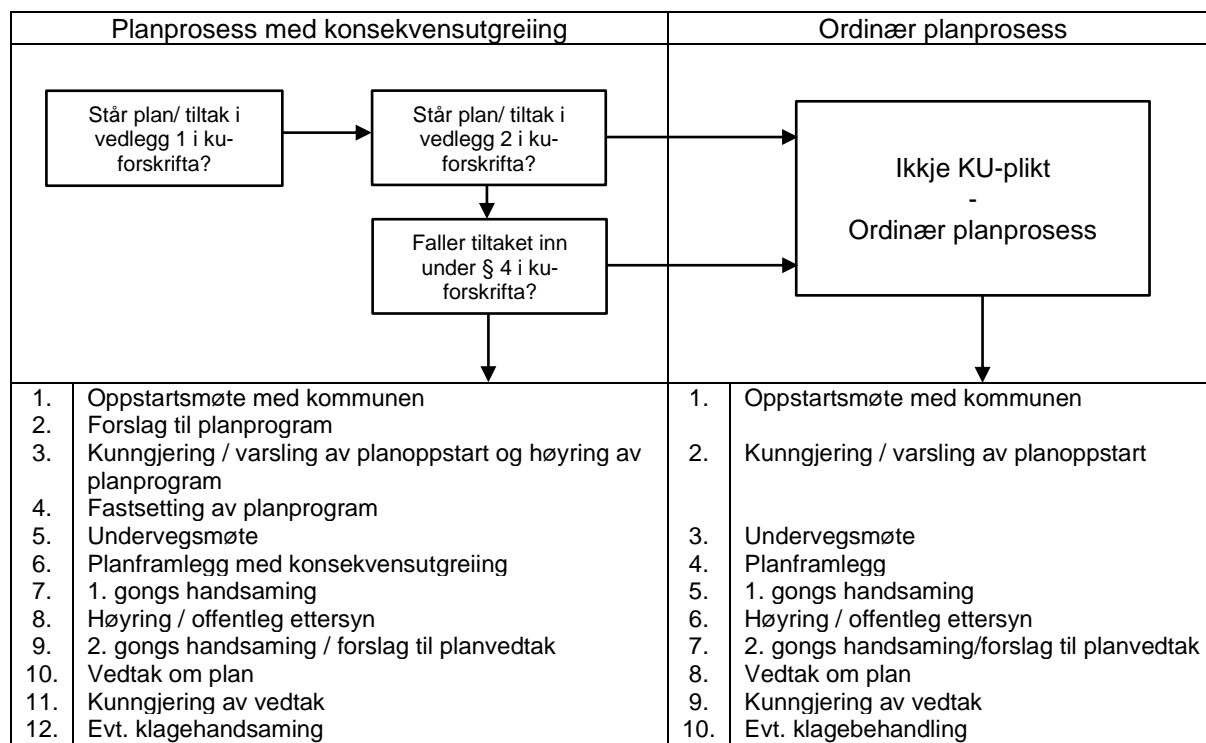 Planprosess med konsekvensutgreiing
Ordinær planprosess
Står plan/ tiltak i
vedlegg 1 i ku-
forskrifta?
Står plan/ tiltak i
vedlegg 2 i ku-
forskrifta?
Faller tiltaket inn
under § 4 i ku-
forskrifta?
Ikkje KU-plikt
-
Ordinær planprosess
1. Oppstartsmøte med kommunen
2. Forslag til planprogram
3. Kunngjering / varsling av planoppstart og høyring av
planprogram
4. Fastsetting av planprogram
5. Undervegsmøte
6. Planframlegg med konsekvensutgreiing
7. 1. gongs handsaming
8. Høyring / offentleg ettersyn
9. 2. gongs handsaming / forslag til planvedtak
10. Vedtak om plan
11. Kunngjering av vedtak
12. Evt. klagehandsaming
1. Oppstartsmøte med kommunen
2. Kunngjering / varsling av planoppstart
3. Undervegsmøte
4. Planframlegg
5. 1. gongs handsaming
6. Høyring / offentleg ettersyn
7. 2. gongs handsaming/forslag til planvedtak
8. Vedtak om plan
9. Kunngjering av vedtak
10. Evt. klagebehandling